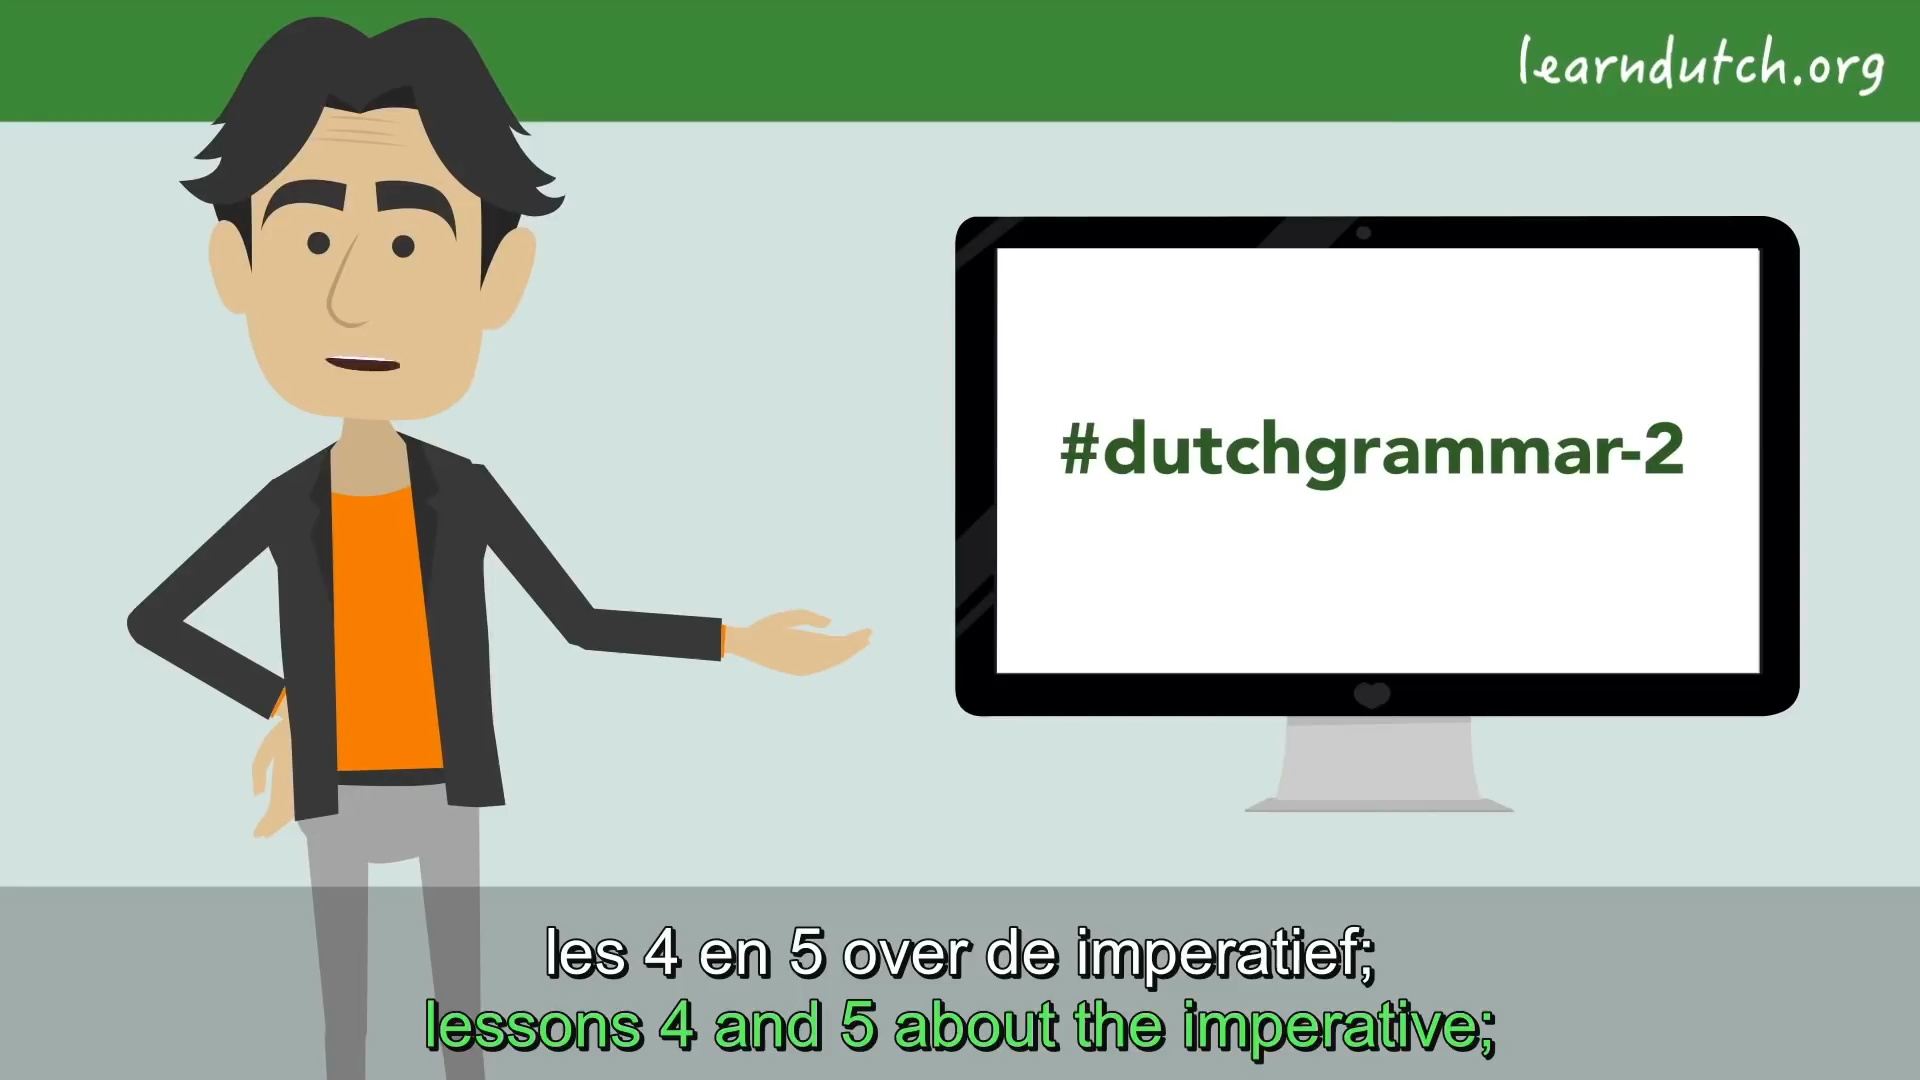 learndutch.org
#dutchgrammar-2
les 4 en 5 over de imperatief;
lessons 4 and 5 about the imperative;